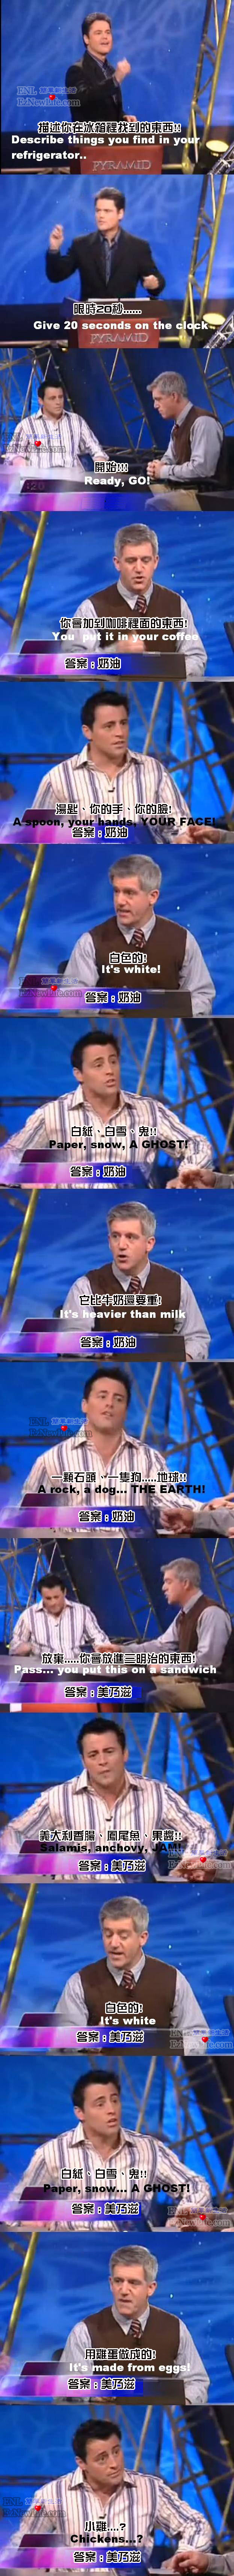 ENL 英業新生活
EzNewLife.com
描述你在冰箱裡找到的東西!!
Describe things you find in your
refrigerator..
PYRAMID
限時20秒......
Give 20 seconds on the clock
PYRAMID
:20
開始!!!
Ready, GO!
你會加到咖啡裡面的東西!
You put it in your coffee
答案：奶油
湯匙、你的手、你的臉!
A spoon, your hands, YOUR FACE!
答案：奶油
白色的!
It's white!
答案：奶油
白紙、白雪、鬼!!
Paper, snow, A GHOST!
答案：奶油
它比牛奶還要重!
It's heavier than milk
答案：奶油
一顆石頭、一隻狗.....地球!!
A rock, a dog... THE EARTH!
答案：奶油
放棄.....你會放進三明治的東西!
Pass... you put this on a sandwich
答案：美乃滋
義大利香腸、鳳尾魚、果醬!!
Salamis, anchovy, JAM!
答案：美乃滋
白色的!
It's white
答案：美乃滋
白紙、白雪、鬼!!
Paper, snow... A GHOST!
答案：美乃滋
用雞蛋做成的!
It's made from eggs!
答案：美乃滋
小雞....?
Chickens...?
答案：美乃滋